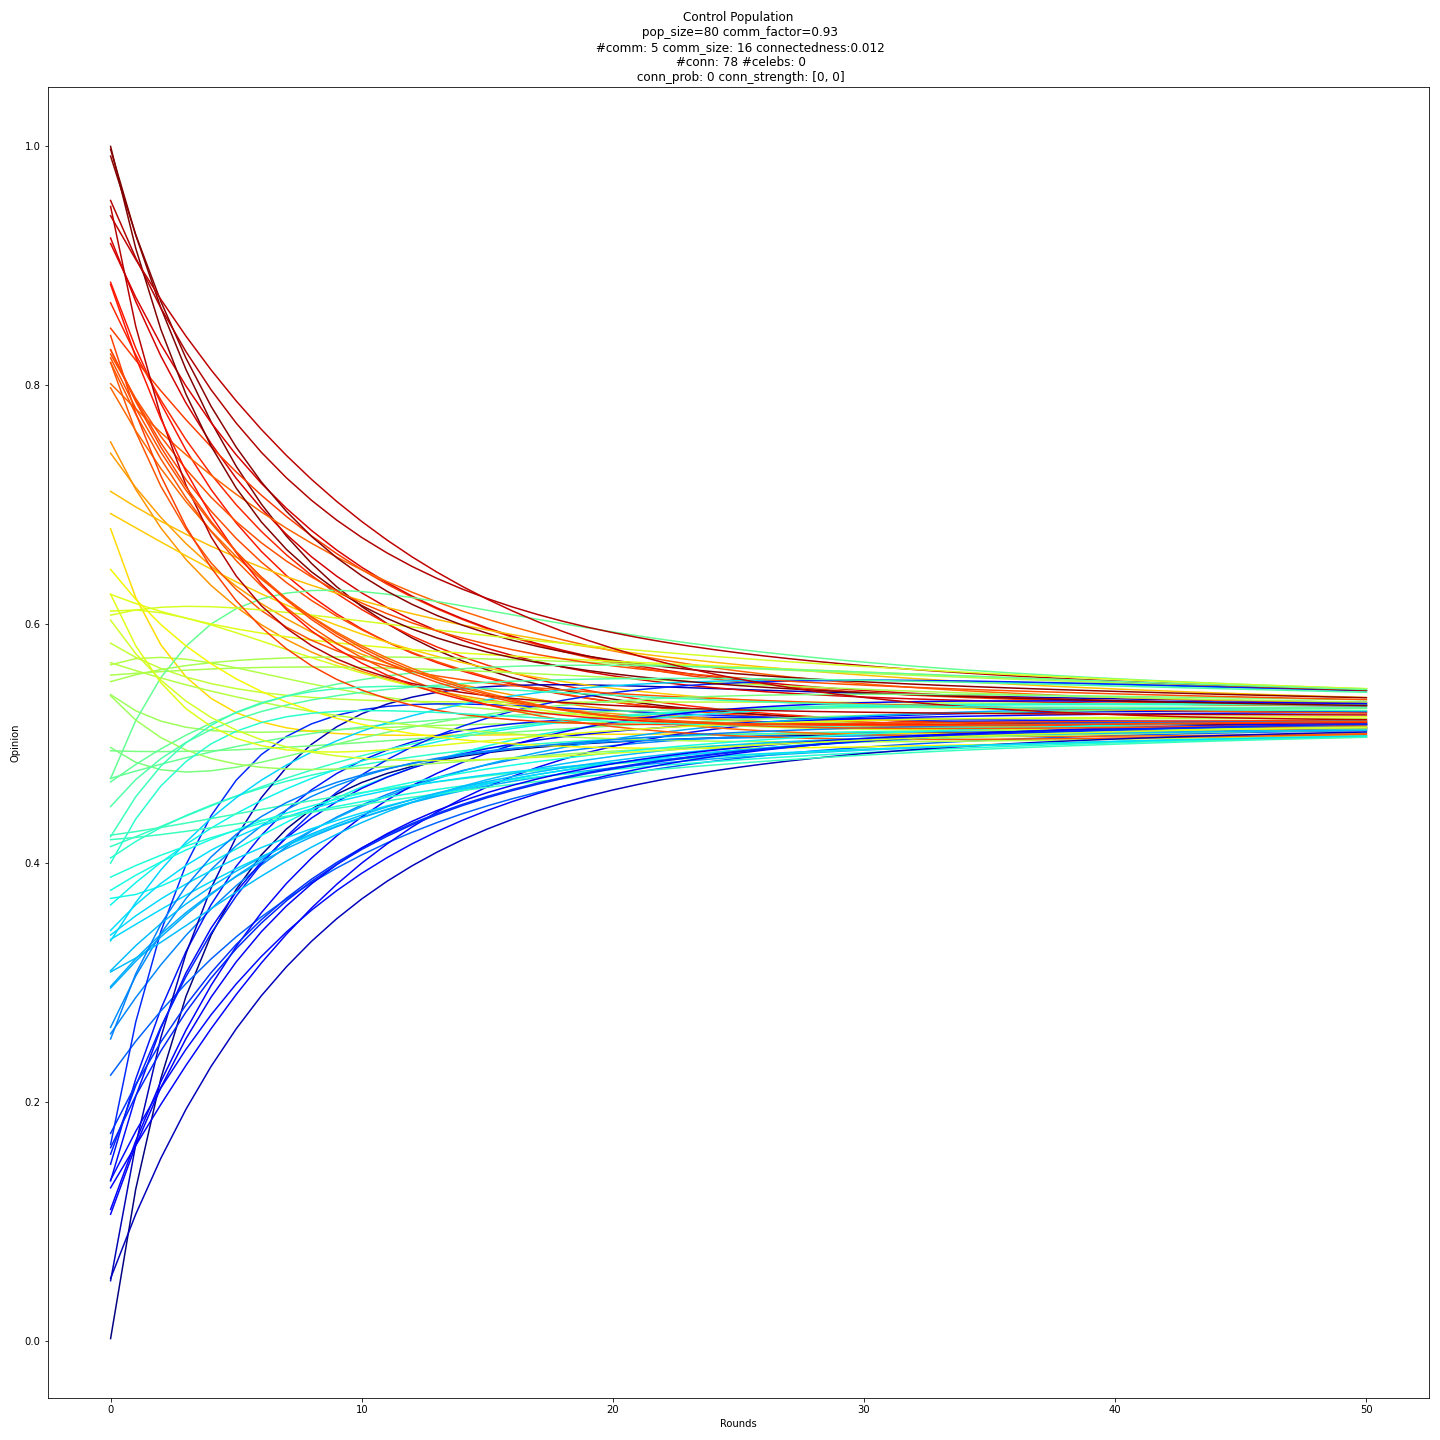 Control Population
pop_size=80 comm_factor=0.93
#comm: 5 comm_size: 16 connectedness:0.012
#conn: 78 #celebs: 0
conn_prob: 0 conn_strength: [0, 0]
1.0
0.8
0.6
0.4
0.2
0.0
Opinion
0 10 20 30 40 50
Rounds